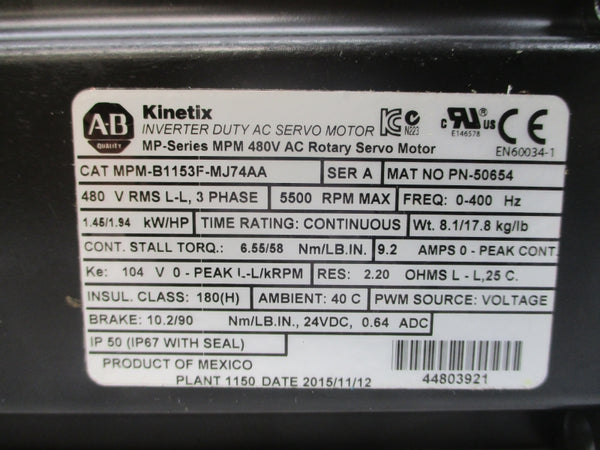 AB
QUALITY
Kinetix
INVERTER DUTY AC SERVO MOTOR
MP-Series MPM 480V AC Rotary Servo Motor
KC N223
c RU us
E146578
CE
EN60034-1
CAT MPM-B1153F-MJ74AA SER A MAT NO PN-50654
480 V RMS L-L, 3 PHASE 5500 RPM MAX FREQ: 0-400 Hz
1.45/1.94 kW/HP TIME RATING: CONTINUOUS Wt. 8.1/17.8 kg/lb
CONT. STALL TORQ.: 6.55/58 Nm/LB.IN. 9.2 AMPS 0 - PEAK CONT.
Ke: 104 V 0 - PEAK L-L/kRPM RES: 2.20 OHMS L - L,25 C.
INSUL. CLASS: 180(H) AMBIENT: 40 C PWM SOURCE: VOLTAGE
BRAKE: 10.2/90 Nm/LB.IN., 24VDC, 0.64 ADC
IP 50 (IP67 WITH SEAL)
PRODUCT OF MEXICO
PLANT 1150 DATE 2015/11/12
44803921